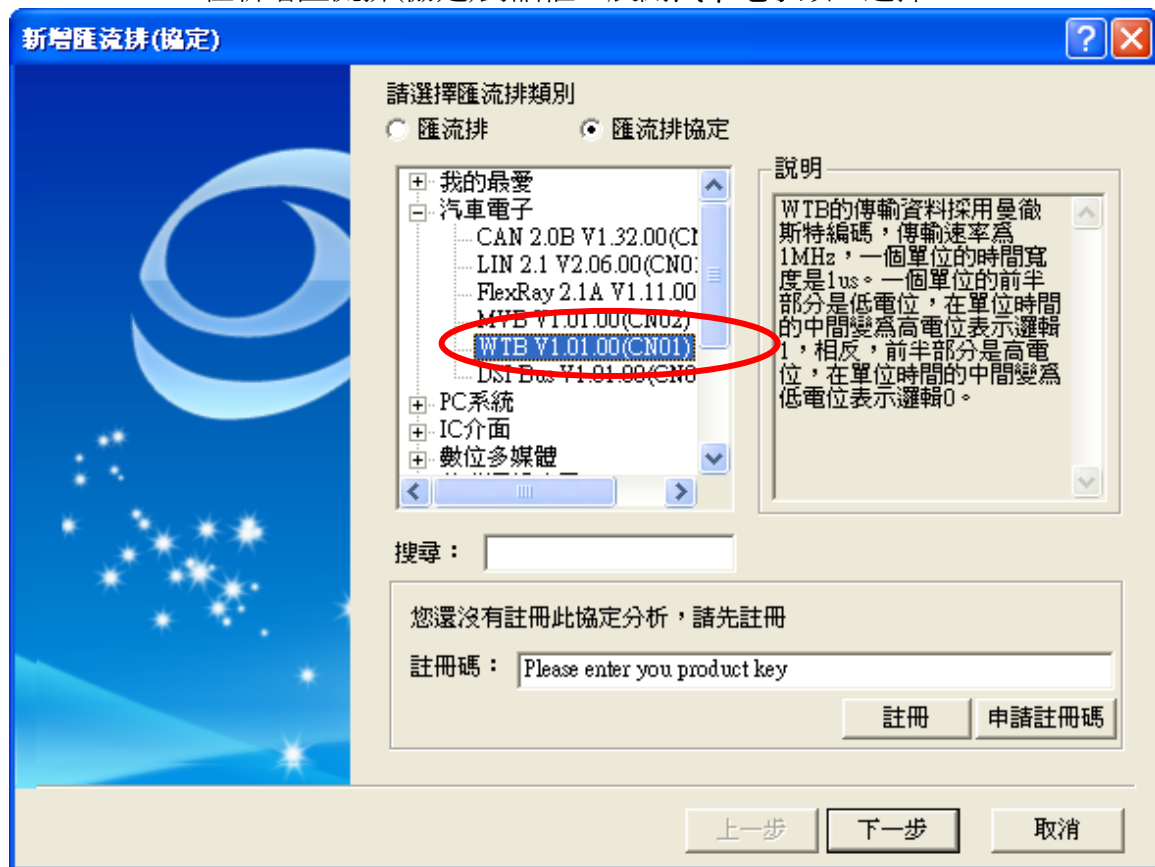 新增匯流排(協定)
請選擇匯流排類別
匯流排
匯流排協定
我的最愛
汽車電子
CAN 2.0B V1.32.00(CN
LIN 2.1 V2.06.00(CN0
FlexRay 2.1A V1.11.00
MVB V1.01.00(CN02)
WTB V1.01.00(CN01)
DSI Bus V1.01.00(CN0
PC系統
IC介面
數位多媒體
說明
WTB的傳輸資料採用曼徹
斯特編碼，傳輸速率為
1MHz，一個單位的時間寬
度是1us。一個單位的前半
部分是低電位，在單位時間
的中間變為高電位表示邏輯
1，相反，前半部分是高電
位，在單位時間的中間變為
低電位表示邏輯0。
搜尋：
您還沒有註冊此協定分析，請先註冊
註冊碼：
Please enter you product key
註冊
申請註冊碼
上一步
下一步
取消